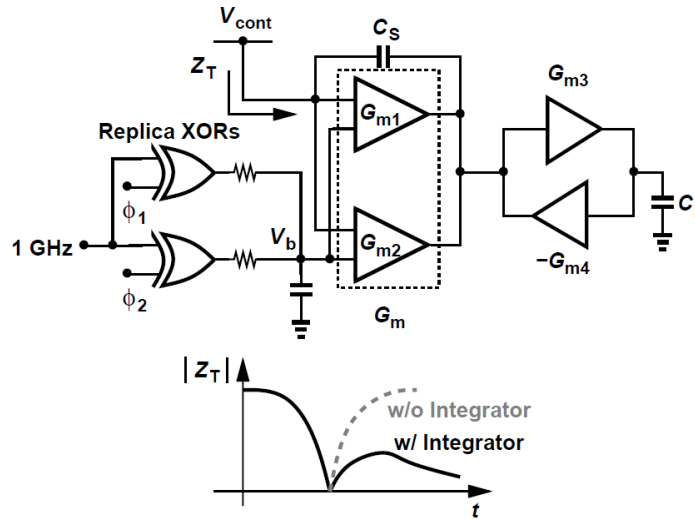 V_cont
C_S
Z_T
G_m3
G_m1
Replica XORs
ϕ_1
C
1 GHz
V_b
G_m2
−G_m4
ϕ_2
G_m
|Z_T|
w/o Integrator
w/ Integrator
t